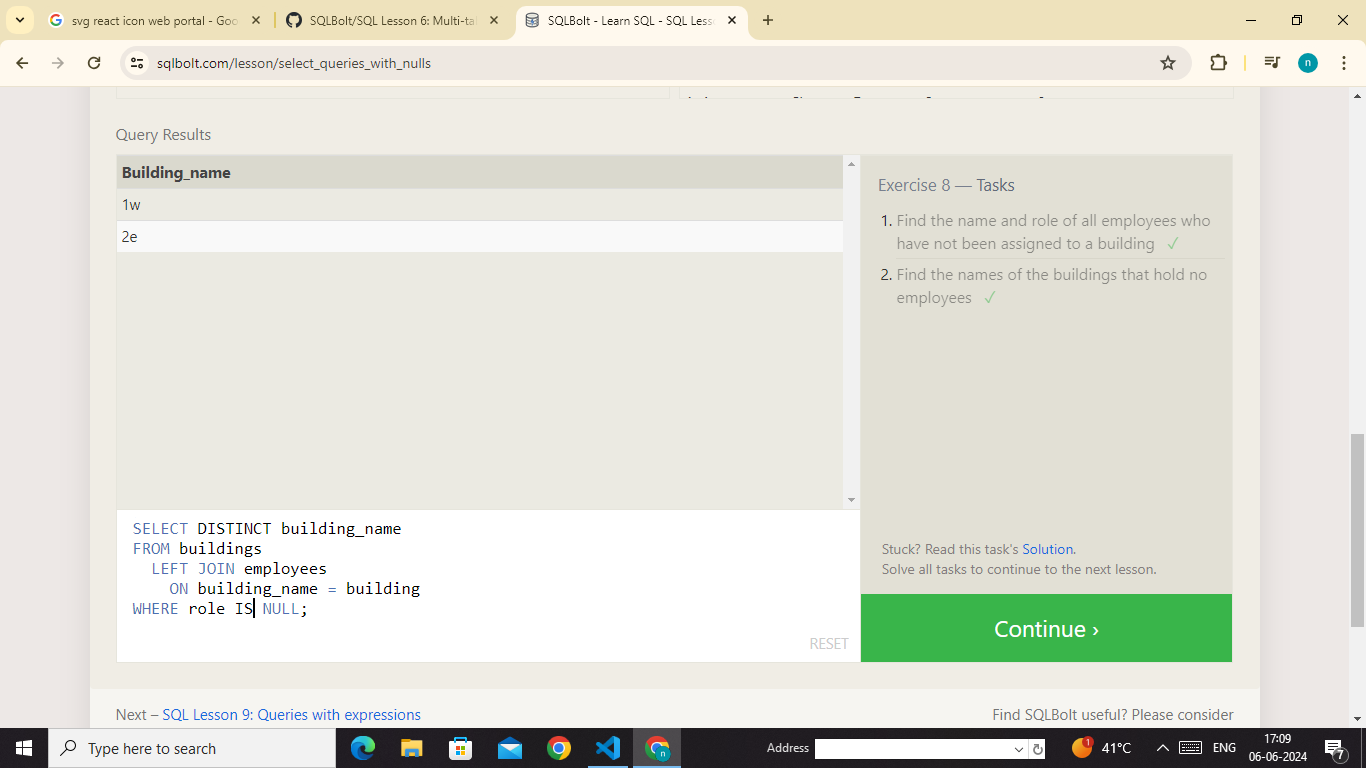 svg react icon web portal - Goo
SQLBolt/SQL Lesson 6: Multi-ta
SQLBolt - Learn SQL - SQL Less
sqlbolt.com/lesson/select_queries_with_nulls
n
Query Results
Building_name
1w
2e
Exercise 8 — Tasks
1. Find the name and role of all employees who
have not been assigned to a building ✓
2. Find the names of the buildings that hold no
employees ✓
Stuck? Read this task's Solution.
Solve all tasks to continue to the next lesson.
Continue ›
SELECT DISTINCT building_name
FROM buildings
LEFT JOIN employees
ON building_name = building
WHERE role IS NULL;
RESET
Next – SQL Lesson 9: Queries with expressions
Find SQLBolt useful? Please consider
Type here to search
Address
1
41°C
ENG
17:09
06-06-2024
7